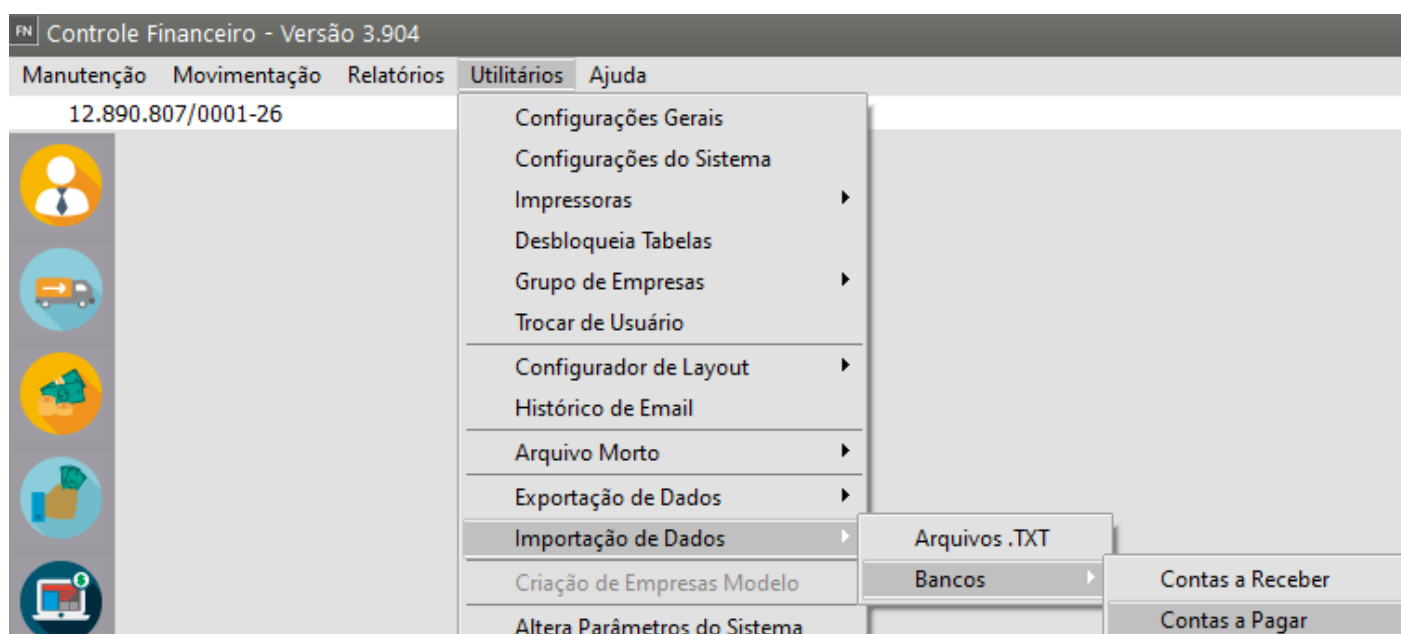 FN Controle Financeiro - Versão 3.904
Manutenção Movimentação Relatórios Utilitários Ajuda
12.890.807/0001-26
Configurações Gerais
Configurações do Sistema
Impressoras
Desbloqueia Tabelas
Grupo de Empresas
Trocar de Usuário
Configurador de Layout
Histórico de Email
Arquivo Morto
Exportação de Dados
Importação de Dados
Criação de Empresas Modelo
Altera Parâmetros do Sistema
Arquivos .TXT
Bancos
Contas a Receber
Contas a Pagar